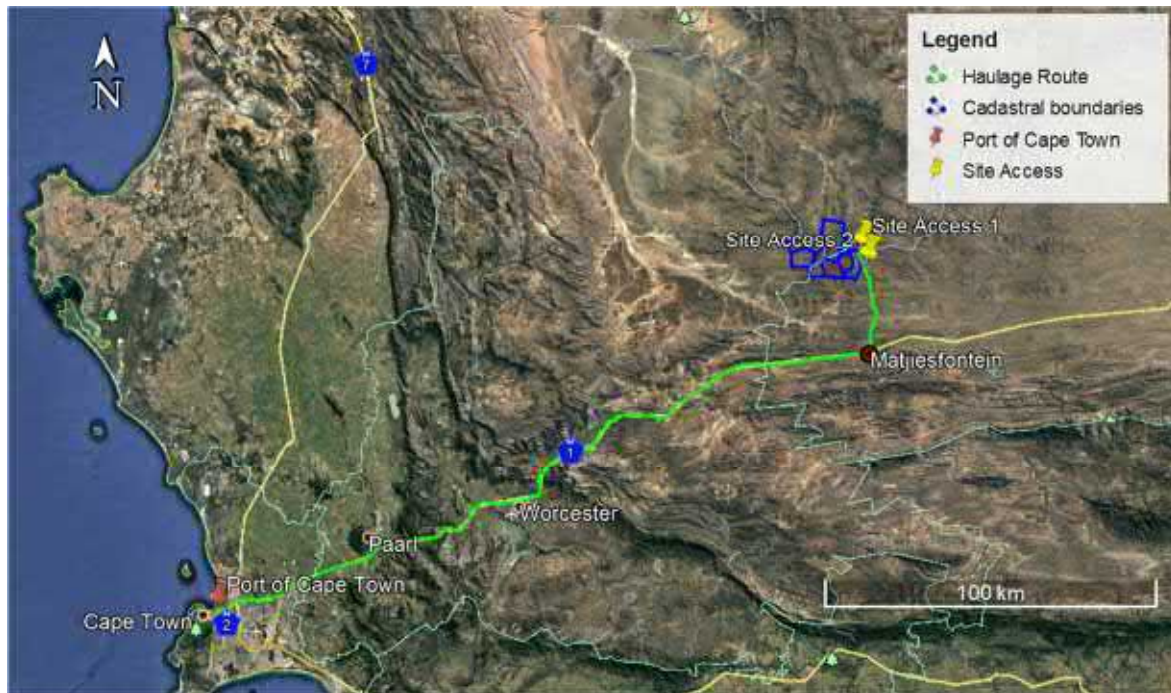 Legend
Haulage Route
Cadastral boundaries
Port of Cape Town
Site Access
N
7
Site Access 1
Site Access 2
Matjiesfontein
1
Worcester
Paarl
Port of Cape Town
100 km
Cape Town
2